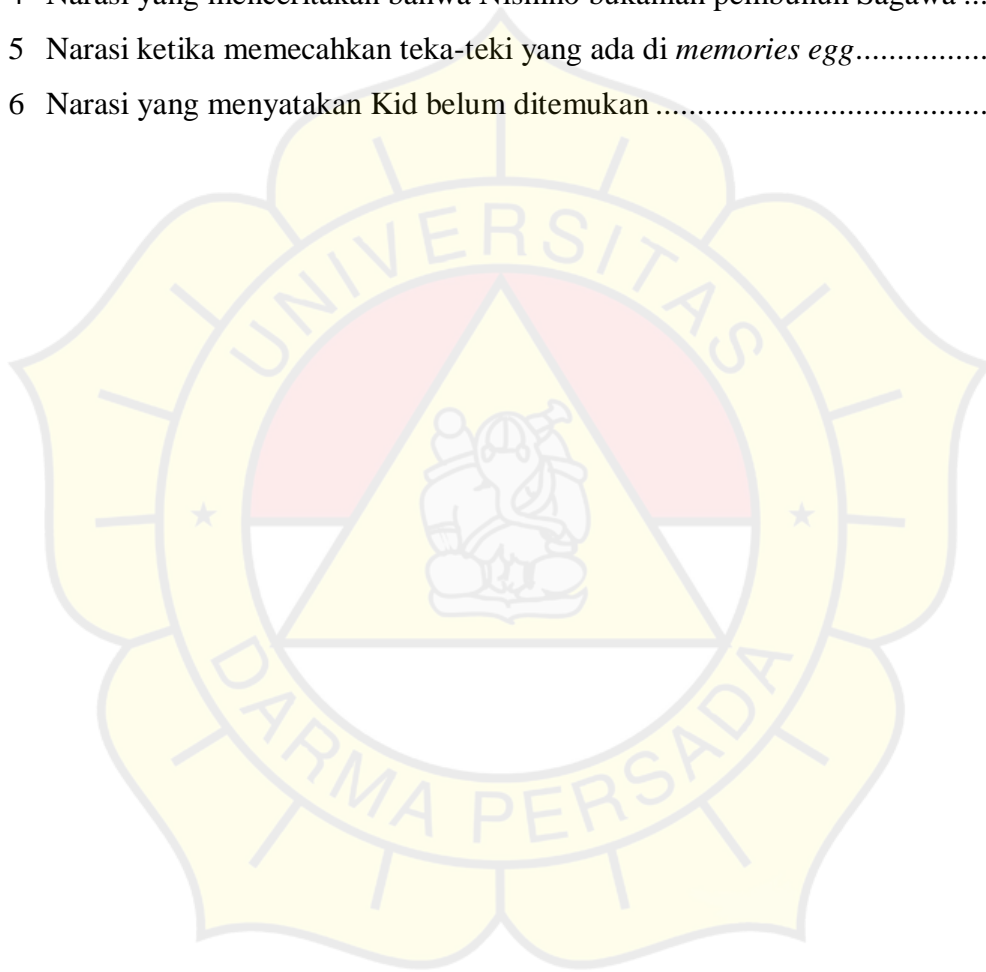 4 Narasi yang menceritakan bahwa Nishino bukanlah pembunuh Sagawa ...
5 Narasi ketika memecahkan teka-teki yang ada di memories egg.................
6 Narasi yang menyatakan Kid belum ditemukan .....................................
UNIVERSITAS
DARMA PERSADA